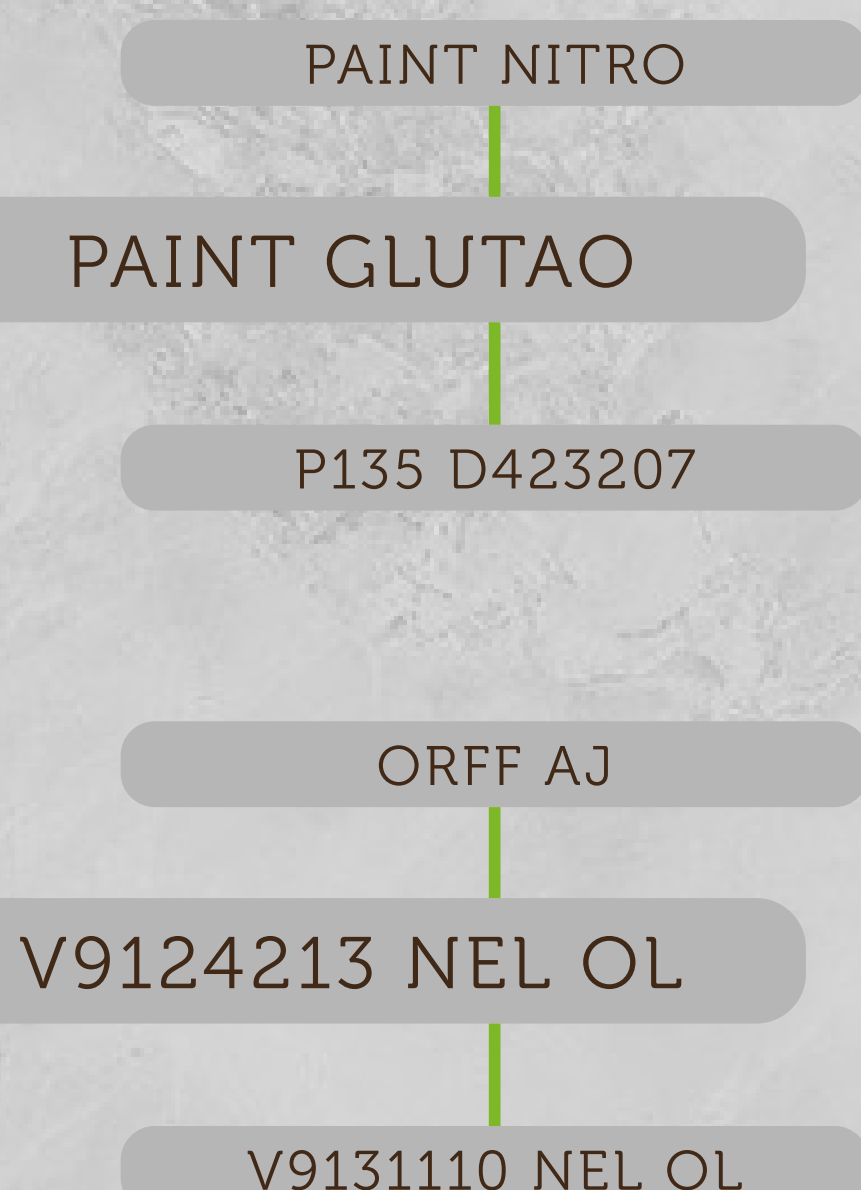 PAINT NITRO
PAINT GLUTAO
P135 D423207
ORFF AJ
V9124213 NEL OL
V9131110 NEL OL